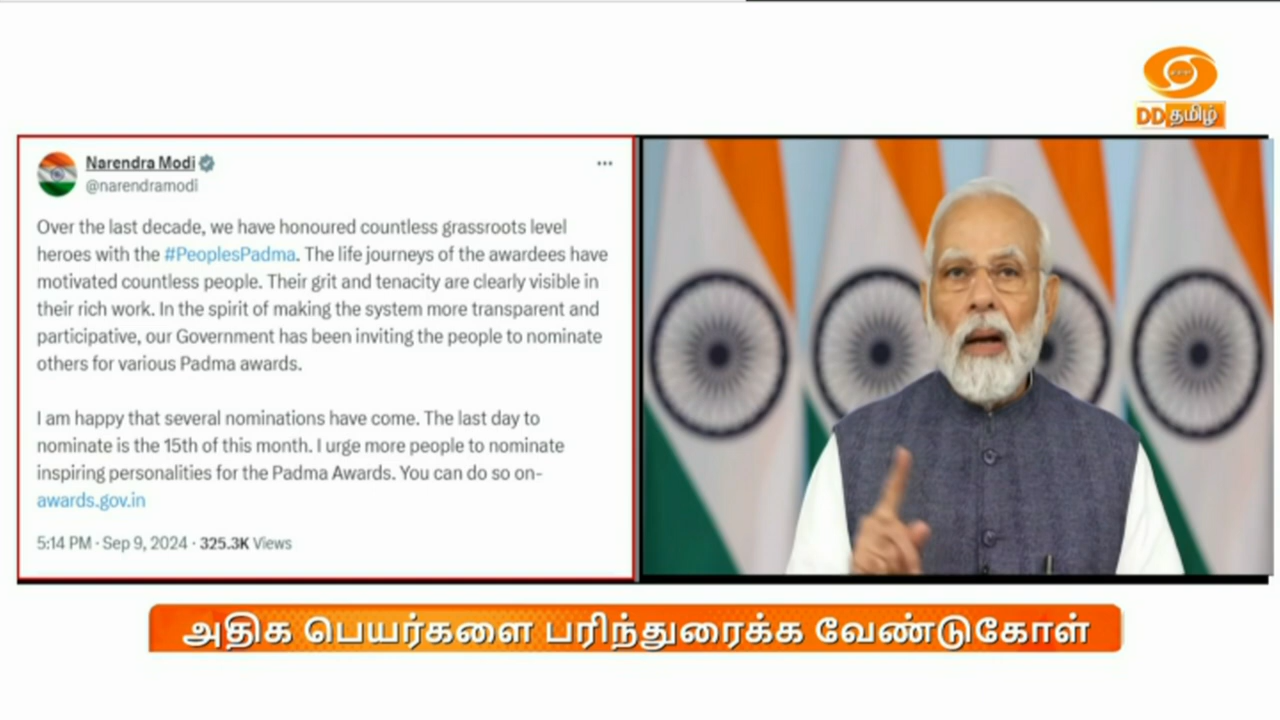 DD தமிழ்
Narendra Modi
@narendramodi
Over the last decade, we have honoured countless grassroots level
heroes with the #PeoplesPadma. The life journeys of the awardees have
motivated countless people. Their grit and tenacity are clearly visible in
their rich work. In the spirit of making the system more transparent and
participative, our Government has been inviting the people to nominate
others for various Padma awards.
I am happy that several nominations have come. The last day to
nominate is the 15th of this month. I urge more people to nominate
inspiring personalities for the Padma Awards. You can do so on-
awards.gov.in
5:14 PM · Sep 9, 2024 · 325.3K Views
அதிக பெயர்களை பரிந்துரைக்க வேண்டுகோள்